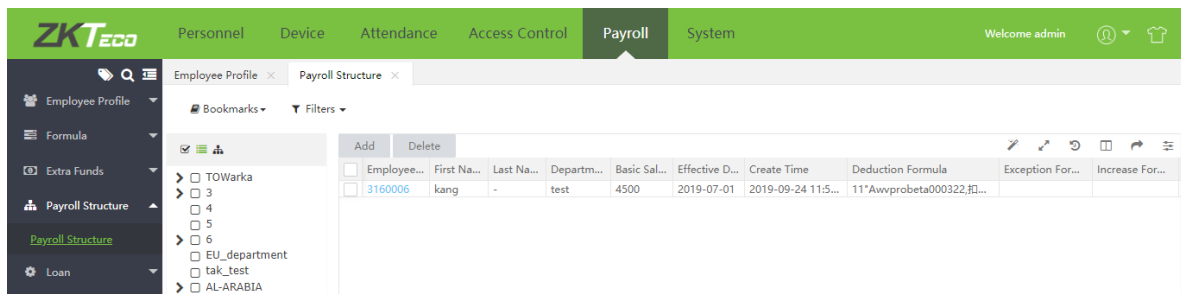 ZKTeco Personnel Device Attendance Access Control Payroll System Welcome admin
Employee Profile × Payroll Structure ×
Employee Profile
Bookmarks Filters
Formula
Add Delete
Employee... First Na... Last Na... Departm... Basic Sal... Effective D... Create Time Deduction Formula Exception For... Increase For...
3160006 kang - test 4500 2019-07-01 2019-09-24 11:5... 11*Awvprobeta000322,扣...
Extra Funds
Payroll Structure
Payroll Structure
Loan
TOWarka
3
4
5
6
EU_department
tak_test
AL-ARABIA